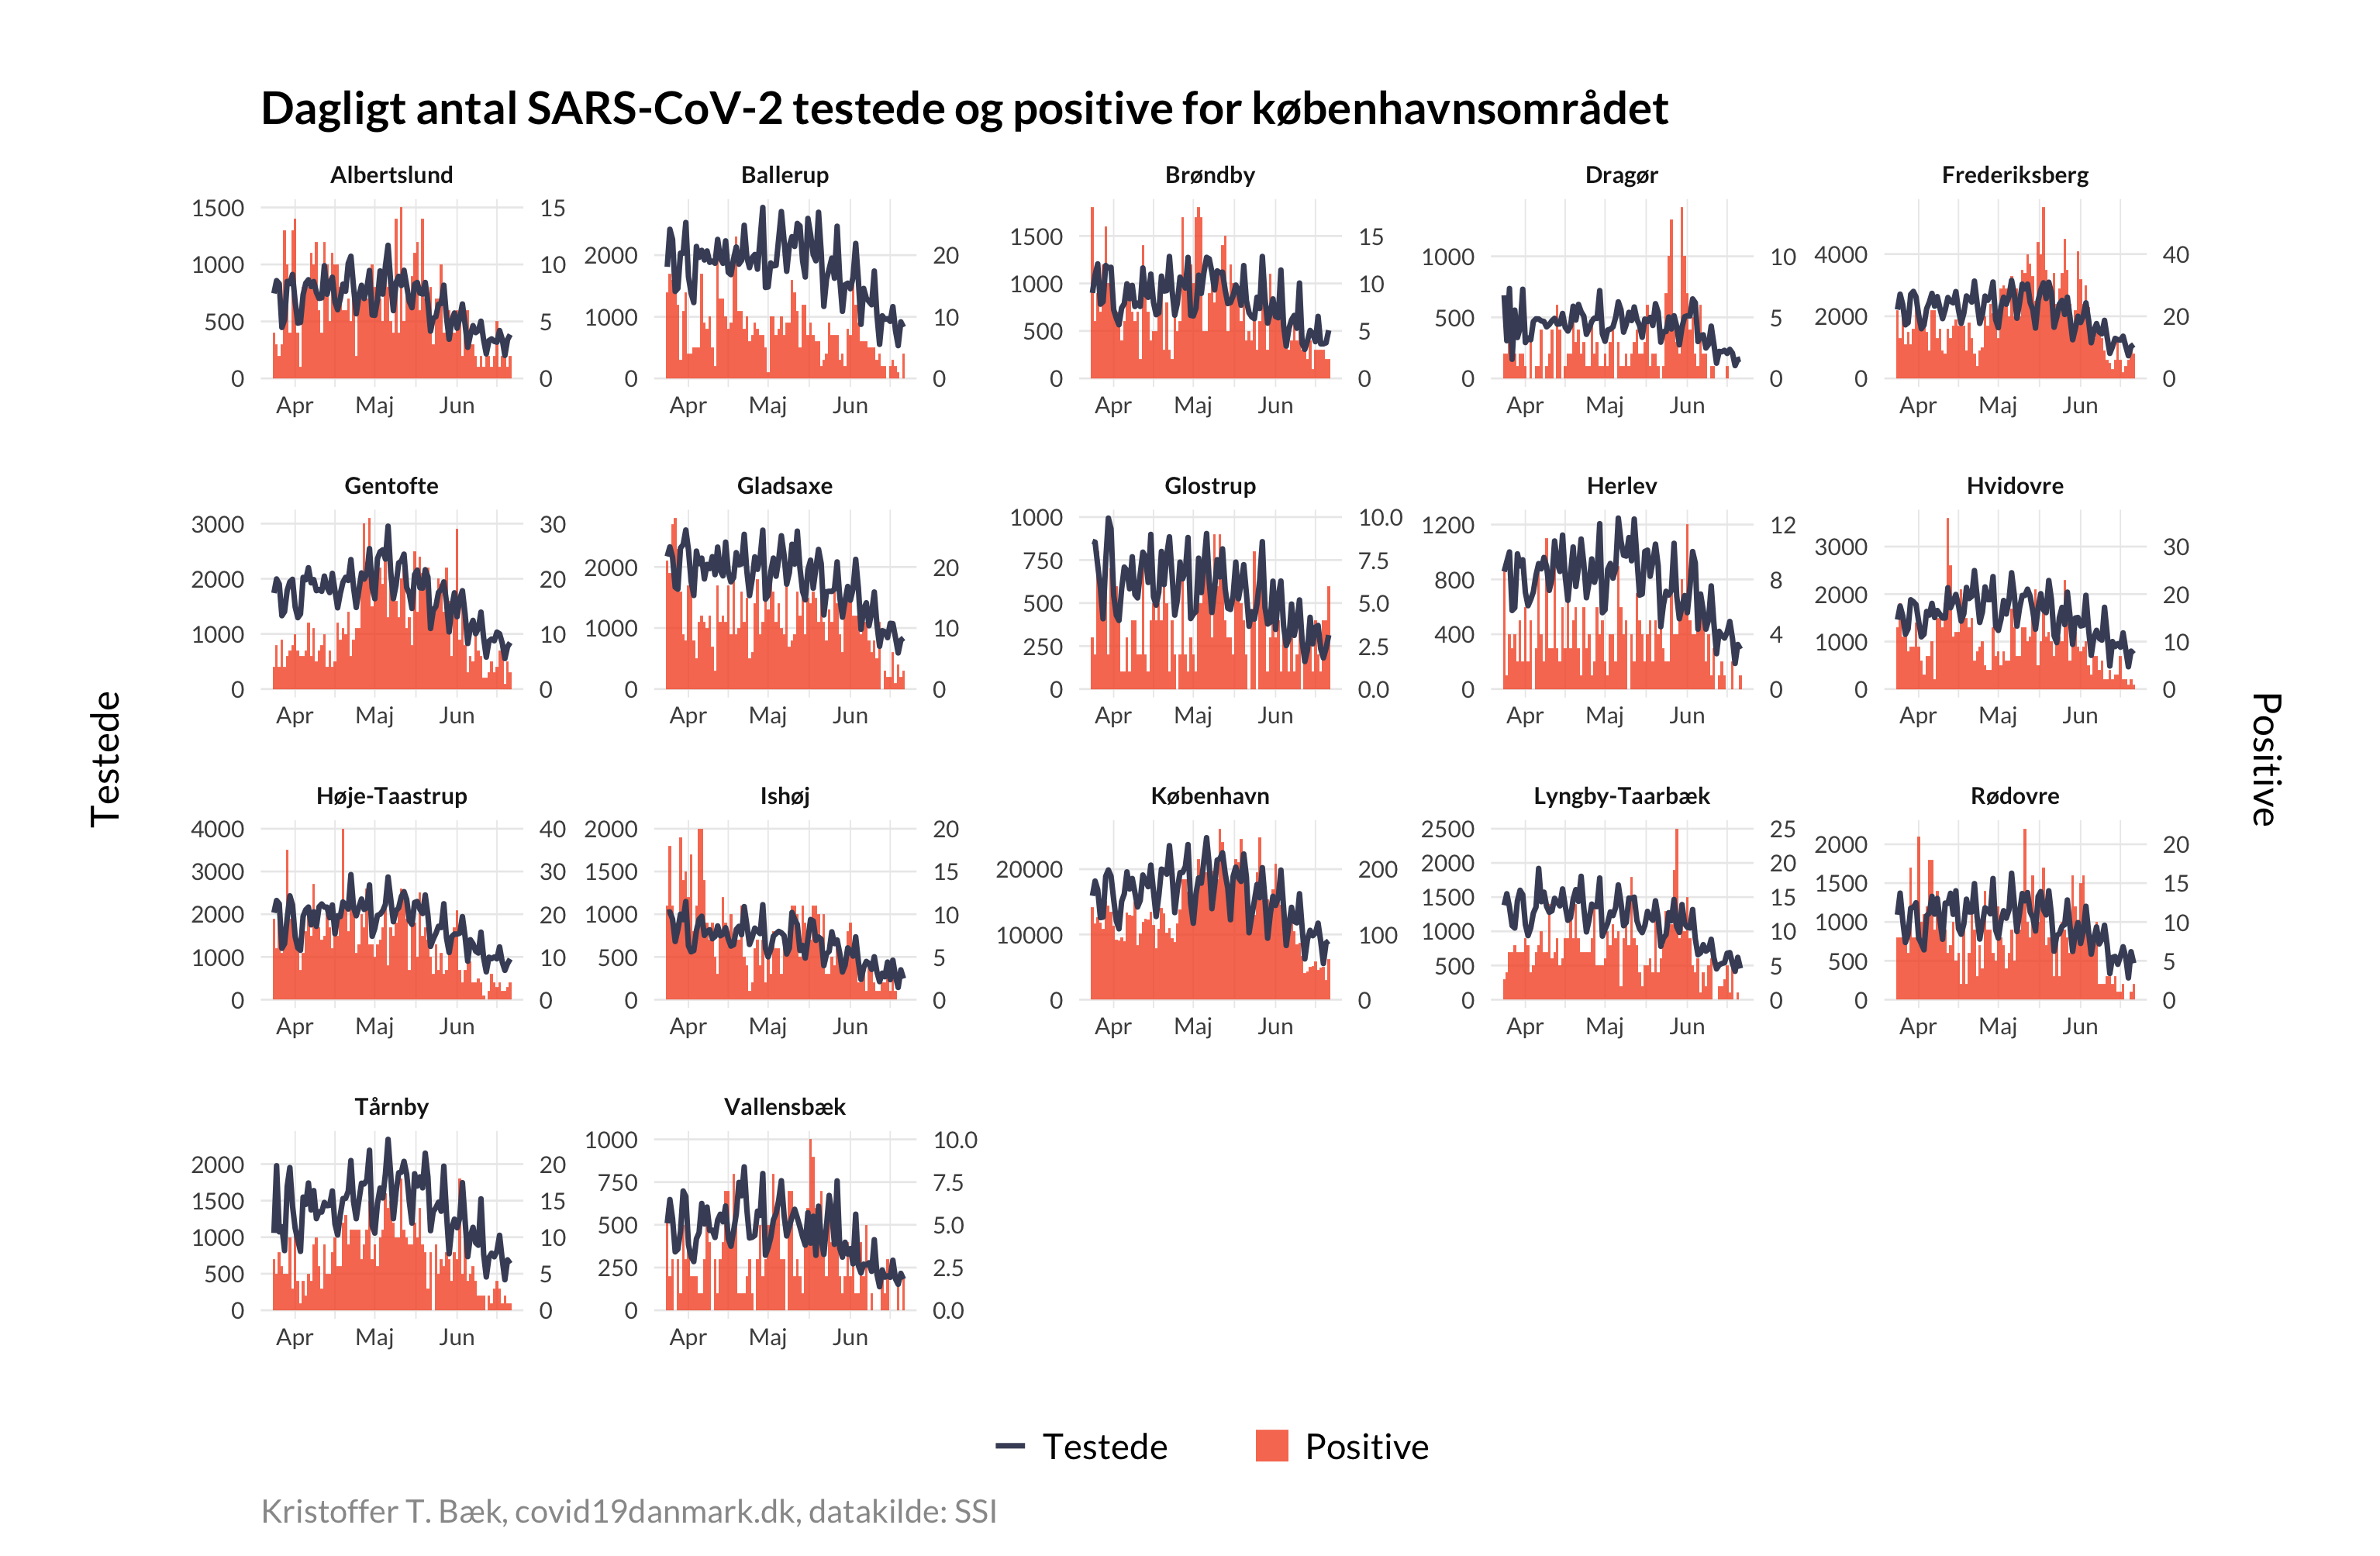 Dagligt antal SARS-CoV-2 testede og positive for københavnsområdet
Albertslund Ballerup Brøndby Dragør Frederiksberg
1500 15
1000 10
500 5
0 0
Apr Maj Jun
2000 20
1000 10
0 0
Apr Maj Jun
1500 15
1000 10
500 5
0 0
Apr Maj Jun
1000 10
500 5
0 0
Apr Maj Jun
4000 40
2000 20
0 0
Apr Maj Jun
Gentofte Gladsaxe Glostrup Herlev Hvidovre
3000 30
2000 20
1000 10
0 0
Apr Maj Jun
2000 20
1000 10
0 0
Apr Maj Jun
1000 10.0
750 7.5
500 5.0
250 2.5
0 0.0
Apr Maj Jun
1200 12
800 8
400 4
0 0
Apr Maj Jun
3000 30
2000 20
1000 10
0 0
Apr Maj Jun
Testede
Positive
Høje-Taastrup Ishøj København Lyngby-Taarbæk Rødovre
4000 40
3000 30
2000 20
1000 10
0 0
Apr Maj Jun
2000 20
1500 15
1000 10
500 5
0 0
Apr Maj Jun
20000 200
10000 100
0 0
Apr Maj Jun
2500 25
2000 20
1500 15
1000 10
500 5
0 0
Apr Maj Jun
2000 20
1500 15
1000 10
500 5
0 0
Apr Maj Jun
Tårnby Vallensbæk
2000 20
1500 15
1000 10
500 5
0 0
Apr Maj Jun
1000 10.0
750 7.5
500 5.0
250 2.5
0 0.0
Apr Maj Jun
Testede Positive
Kristoffer T. Bæk, covid19danmark.dk, datakilde: SSI